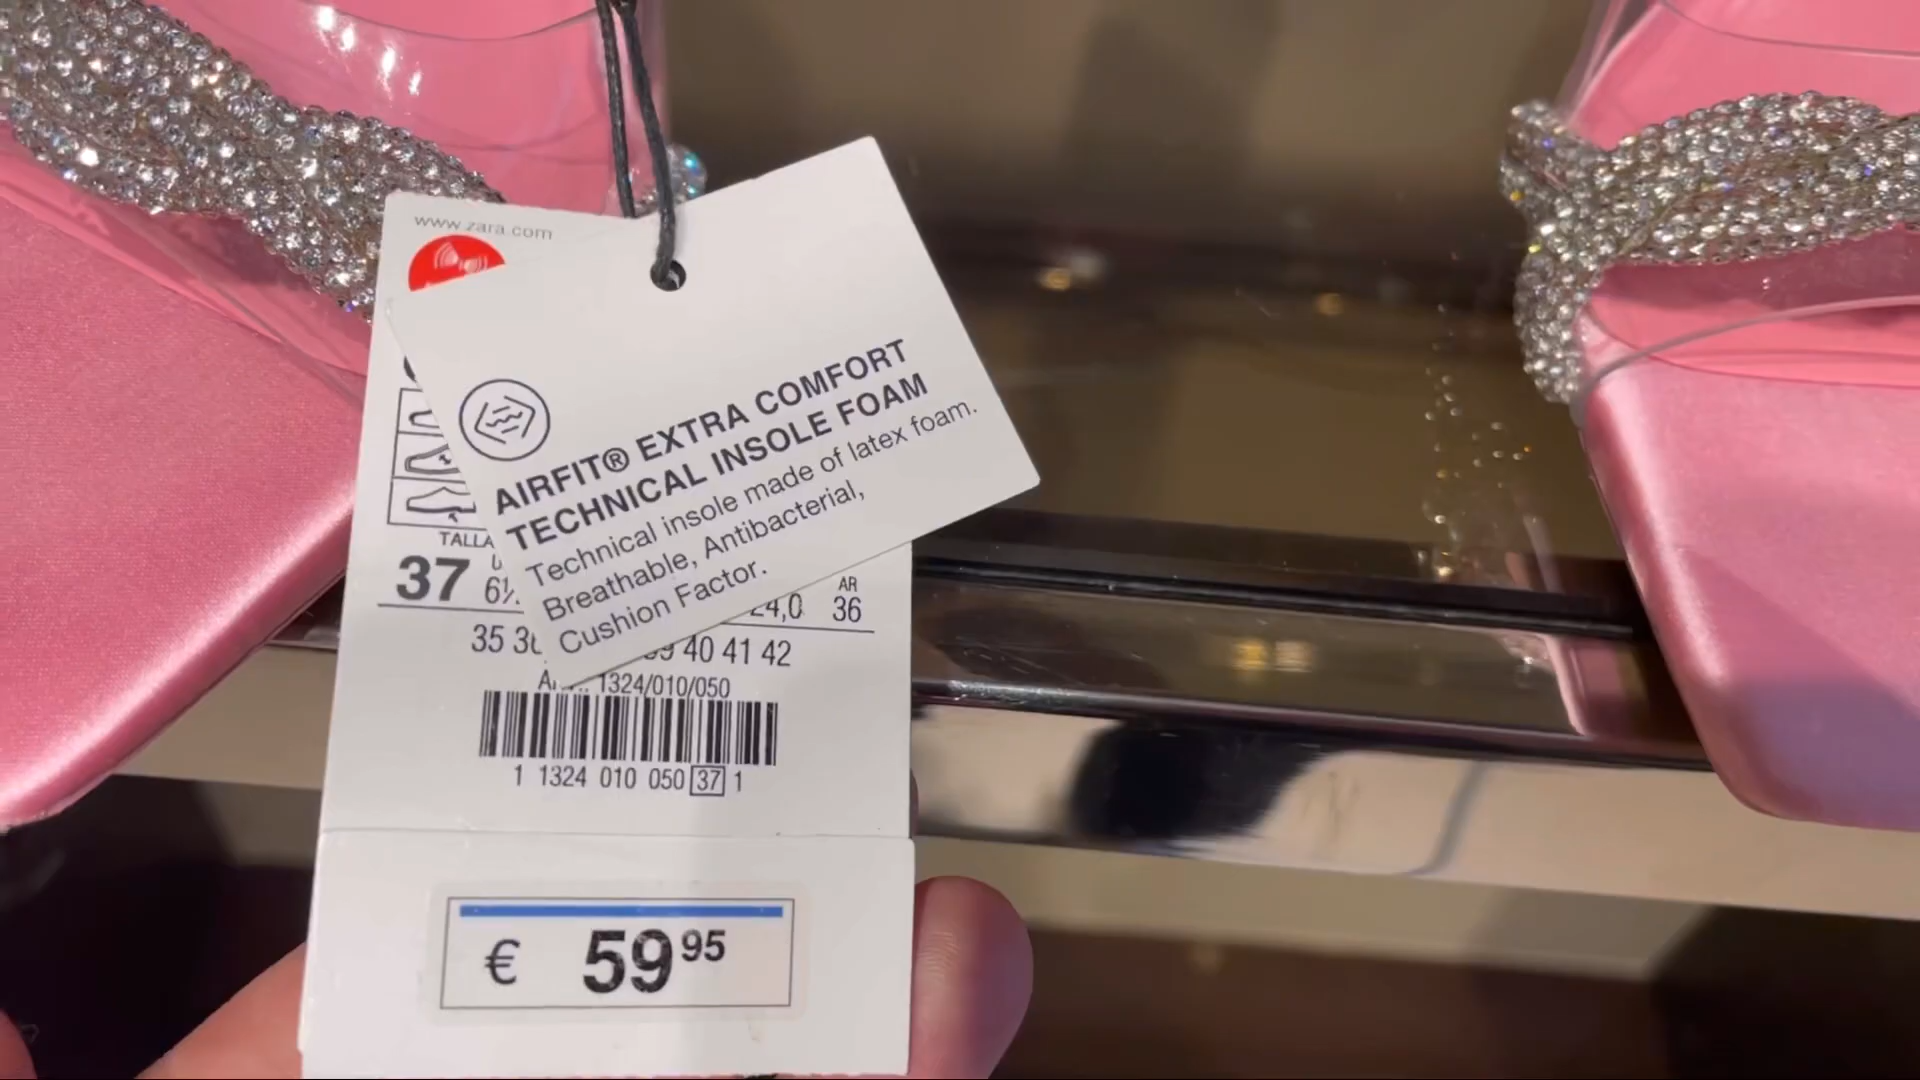 www.zara.com
AIRFIT® EXTRA COMFORT
TECHNICAL INSOLE FOAM
Technical insole made of latex foam.
Breathable, Antibacterial,
Cushion Factor.
TALLA
37
AR
24,0 36
35 40 41 42
1324/010/050
1 1324 010 050 37 1
€ 59 95